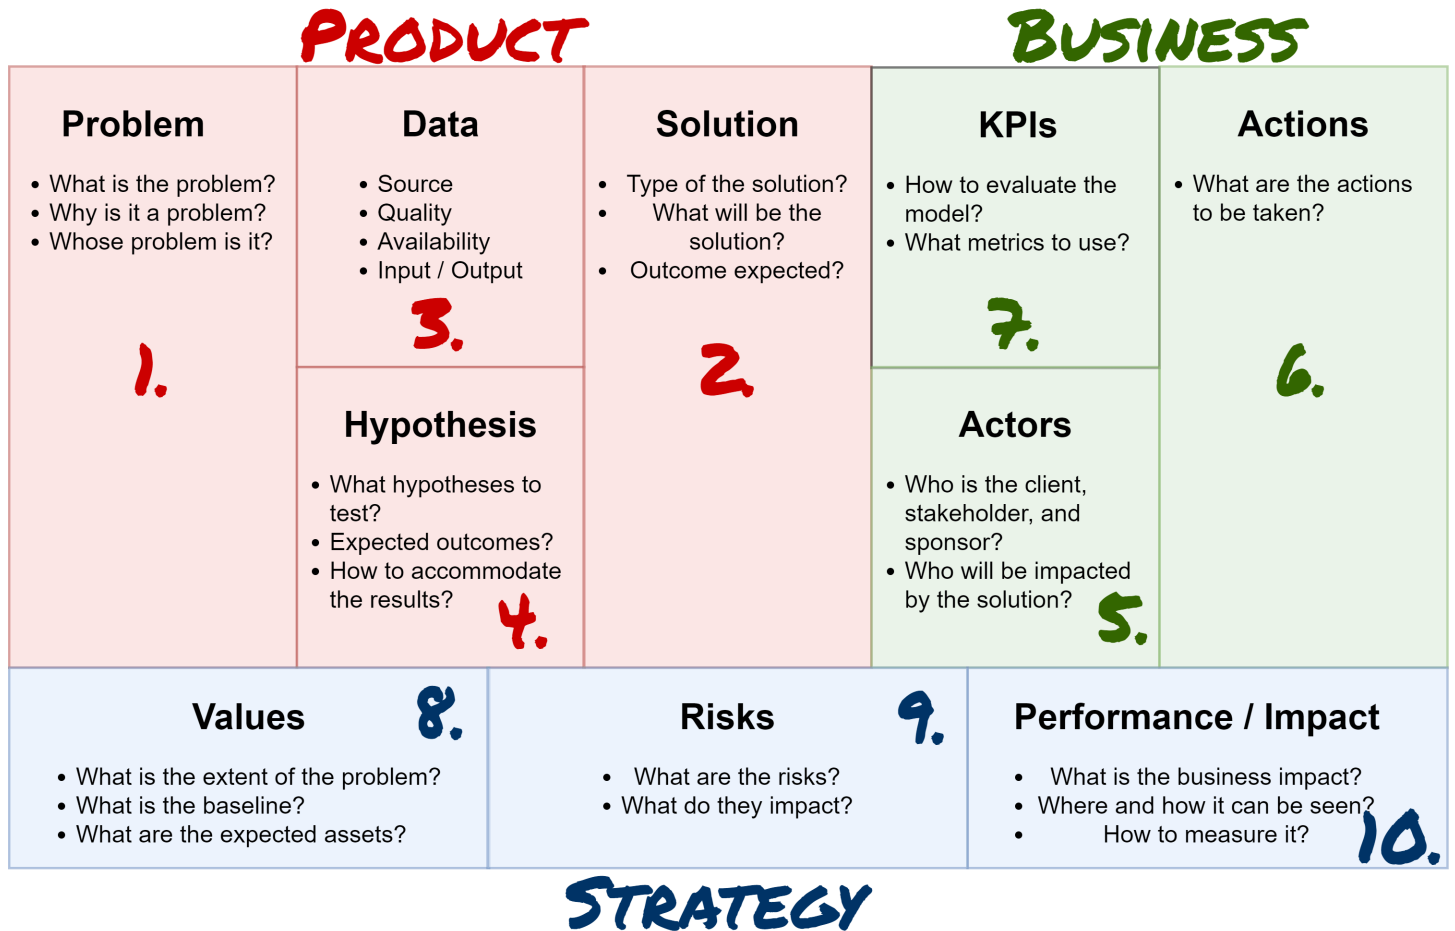 PRODUCT
BUSINESS
Problem
• What is the problem?
• Why is it a problem?
• Whose problem is it?
1.
Data
• Source
• Quality
• Availability
• Input / Output
3.
Hypothesis
• What hypotheses to
test?
• Expected outcomes?
• How to accommodate
the results?
4.
Solution
• Type of the solution?
• What will be the
solution?
• Outcome expected?
2.
KPIs
• How to evaluate the
model?
• What metrics to use?
7.
Actors
• Who is the client,
stakeholder, and
sponsor?
• Who will be impacted
by the solution?
5.
Actions
• What are the actions
to be taken?
6.
Values
8.
• What is the extent of the problem?
• What is the baseline?
• What are the expected assets?
Risks
9.
• What are the risks?
• What do they impact?
Performance / Impact
• What is the business impact?
• Where and how it can be seen?
• How to measure it?
10.
STRATEGY